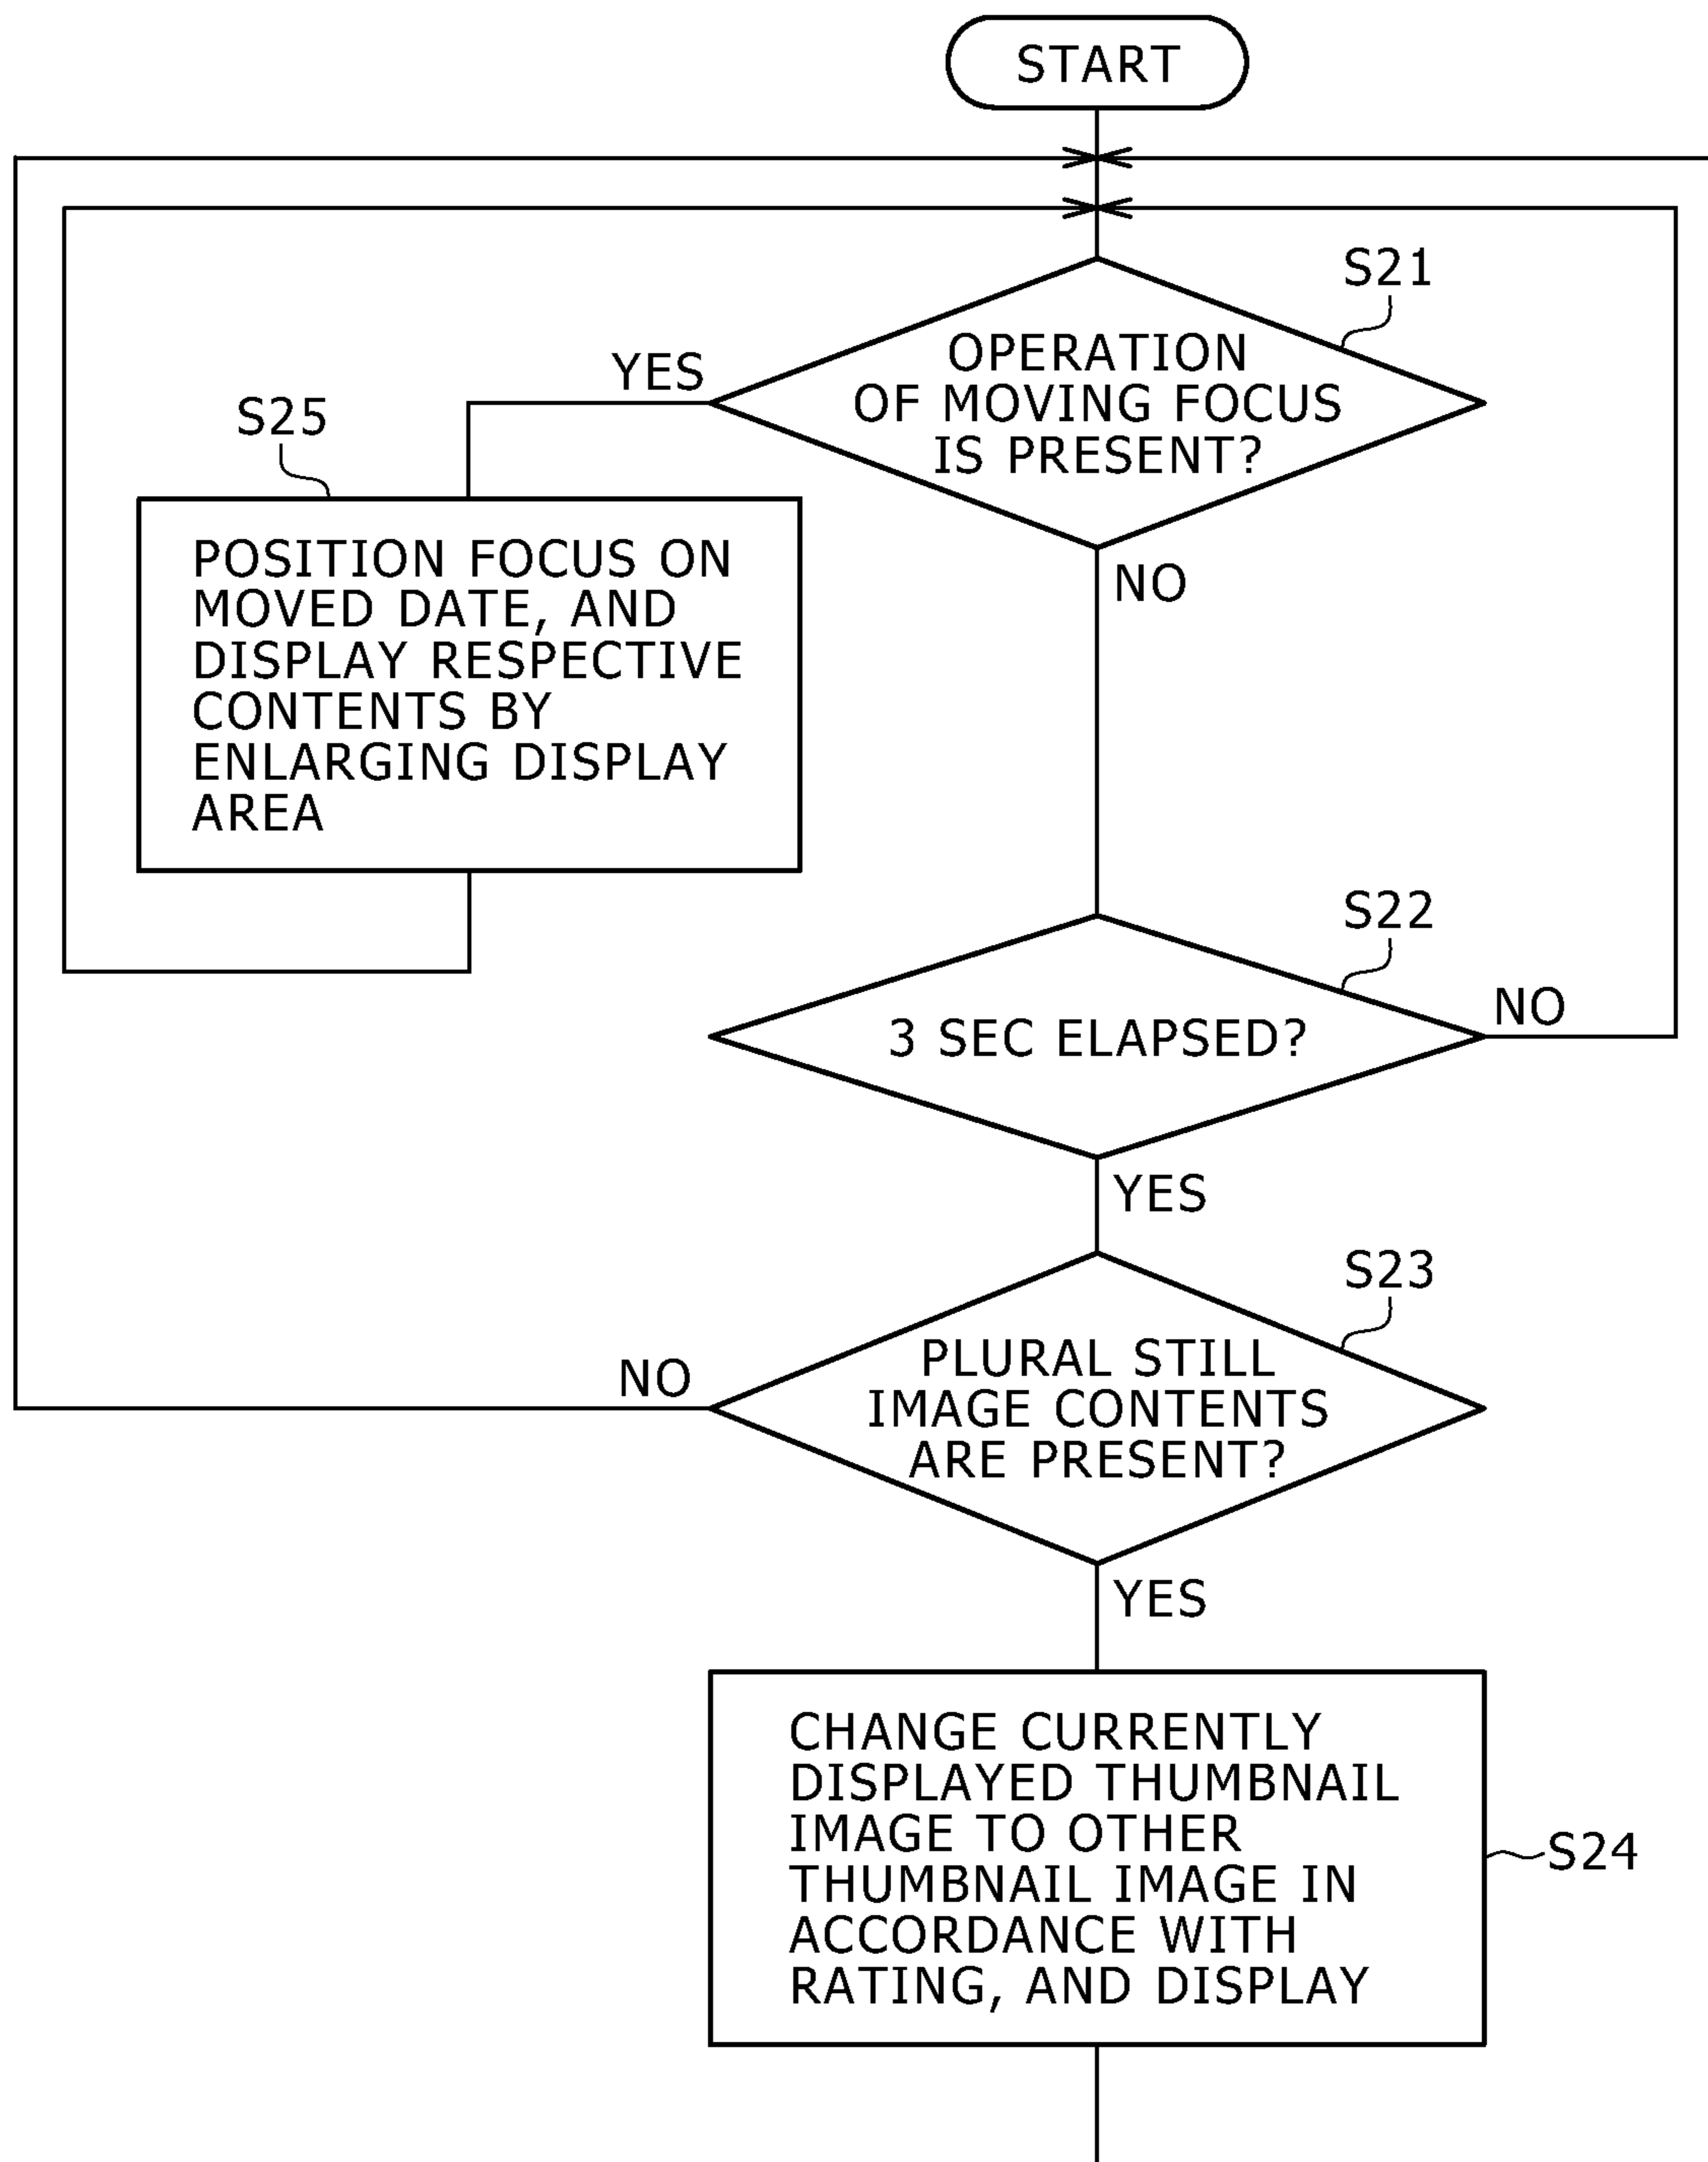 START
S21
OPERATION
OF MOVING FOCUS
IS PRESENT?
YES
NO
S25
POSITION FOCUS ON
MOVED DATE, AND
DISPLAY RESPECTIVE
CONTENTS BY
ENLARGING DISPLAY
AREA
S22
3 SEC ELAPSED?
NO
YES
S23
PLURAL STILL
IMAGE CONTENTS
ARE PRESENT?
NO
YES
CHANGE CURRENTLY
DISPLAYED THUMBNAIL
IMAGE TO OTHER
THUMBNAIL IMAGE IN
ACCORDANCE WITH
RATING, AND DISPLAY
S24